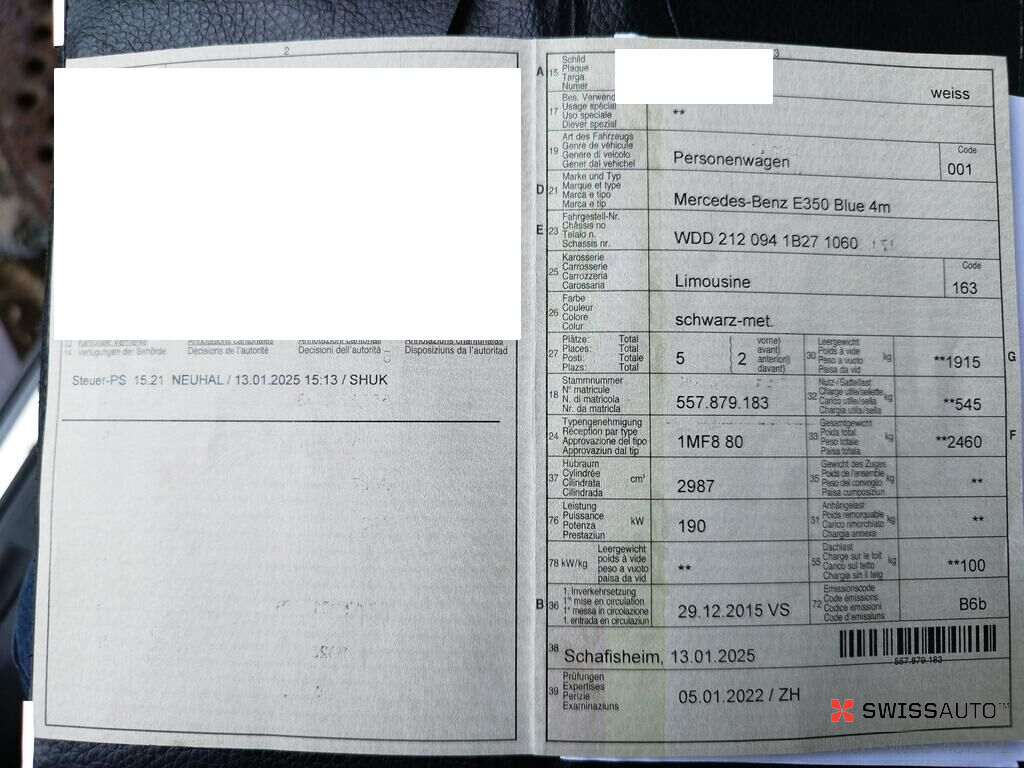 2
12 Kantonale Vermerke Annotations cantonales Annotazioni cantonali Annotaziuns chantunalas
14 Verfügungen der Behörde Décisions de l'autorité Decisioni dell'autorità Disposiziuns da l'autoritad
Steuer-PS 15.21 NEUHAL / 13.01.2025 15:13 / SHUK
3
A 15 Schild
Plaque
Targa
Numer
weiss
17 Bes. Verwend
Usage spécial
Uso speciale
Diever spezial
**
19 Art des Fahrzeugs
Genre de véhicule
Genere di veicolo
Gener dal vehichel
Personenwagen
Code
001
D 21 Marke und Typ
Marque et type
Marca e tipo
Marca e tip
Mercedes-Benz E350 Blue 4m
E 23 Fahrgestell-Nr.
Châssis no
Telaio n.
Schassis nr.
WDD 212 094 1B27 1060
25 Karosserie
Carrosserie
Carrozzeria
Carossaria
Limousine
Code
163
26 Farbe
Couleur
Colore
Colur
schwarz-met.
27 Plätze: Total
Places: Total
Posti: Totale
Plazs: Total
5
2
vorne)
avant)
anteriori)
davant)
30 Leergewicht
Poids à vide
Peso a vuoto
Paisa da vid
kg
**1915
G
18 Stammnummer
N° matricule
N. di matricola
Nr. da matricla
557.879.183
32 Nutz-/Sattellast
Charge utile/sellette
Carico utile/sella
Chargia utila/sella
kg
**545
24 Typengenehmigung
Réception par type
Approvazione del tipo
Approvaziun dal tip
1MF8 80
33 Gesamtgewicht
Poids total
Peso totale
Paisa totala
kg
**2460
F
37 Hubraum
Cylindrée
Cilindrata
Cilindrada
cm³
2987
35 Gewicht des Zuges
Poids de l'ensemble
Peso del convoglio
Paisa cumposiziun
kg
**
76 Leistung
Puissance
Potenza
Prestaziun
kW
190
31 Anhängelast
Poids remorquable
Carico rimorchiato
Chargia annexa
kg
**
78 kW/kg
Leergewicht
poids à vide
peso a vuoto
paisa da vid
**
55 Dachlast
Charge sur le toit
Carico sul tetto
Chargia sin il tetg
kg
**100
B 36 1. Inverkehrsetzung
1re mise en circulation
1a messa in circolazione
1. entrada en circulaziun
29.12.2015 VS
72 Emissionscode
Code émissions
Codice emissioni
Code d'emissiuns
B6b
38 Schafisheim, 13.01.2025
557.879.183
39 Prüfungen
Expertises
Perizie
Examinaziuns
05.01.2022 / ZH
SWISSAUTO™